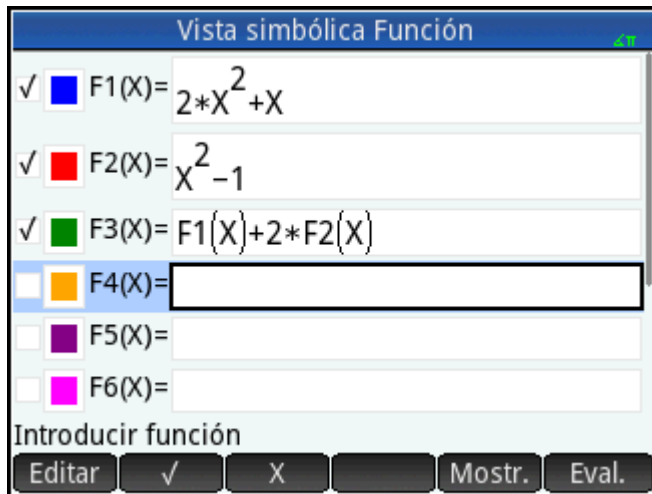 Vista simbólica Función
∡π
√ F1(X)= 2*X²+X
√ F2(X)= X²−1
√ F3(X)= F1(X)+2*F2(X)
F4(X)=
F5(X)=
F6(X)=
Introducir función
Editar √ X Mostr. Eval.